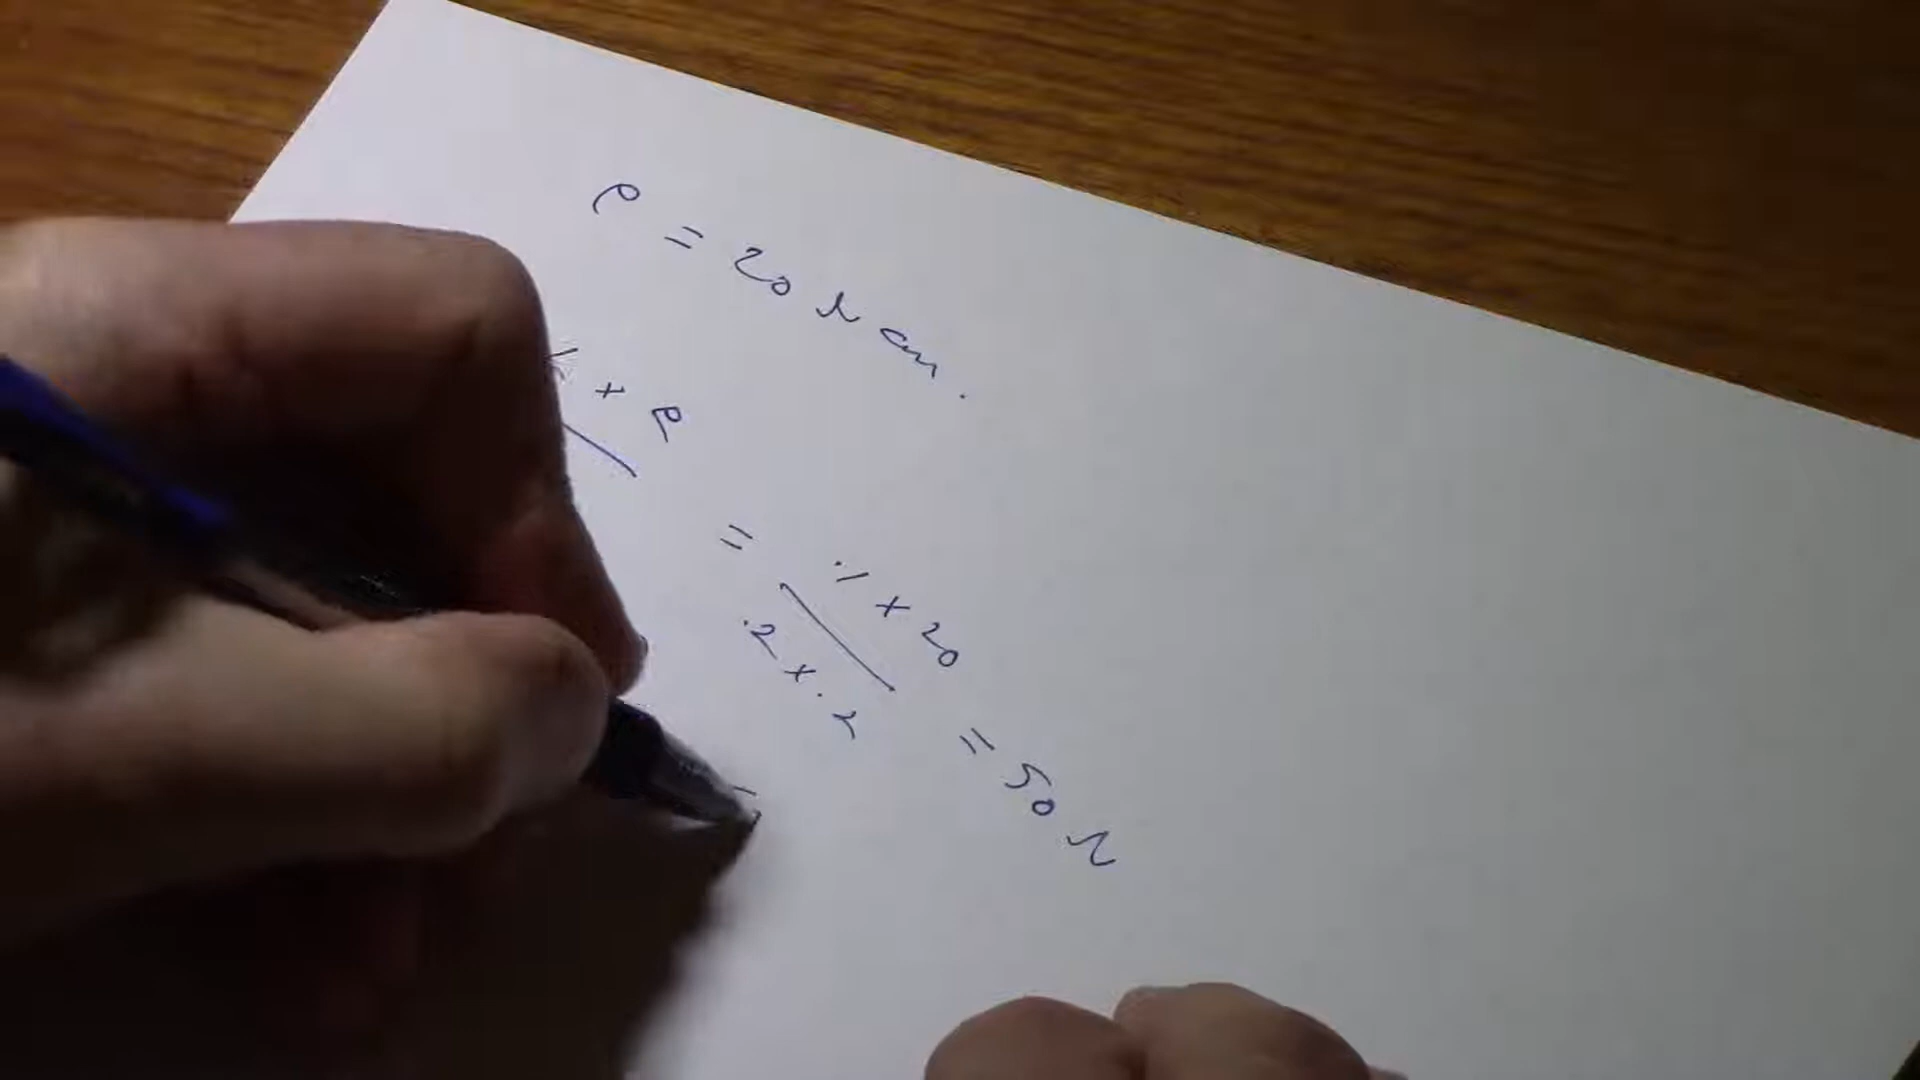 ρ = 20 Ω cm.
× ρ
= .1 × 20
.2 × .2
= 50 Ω